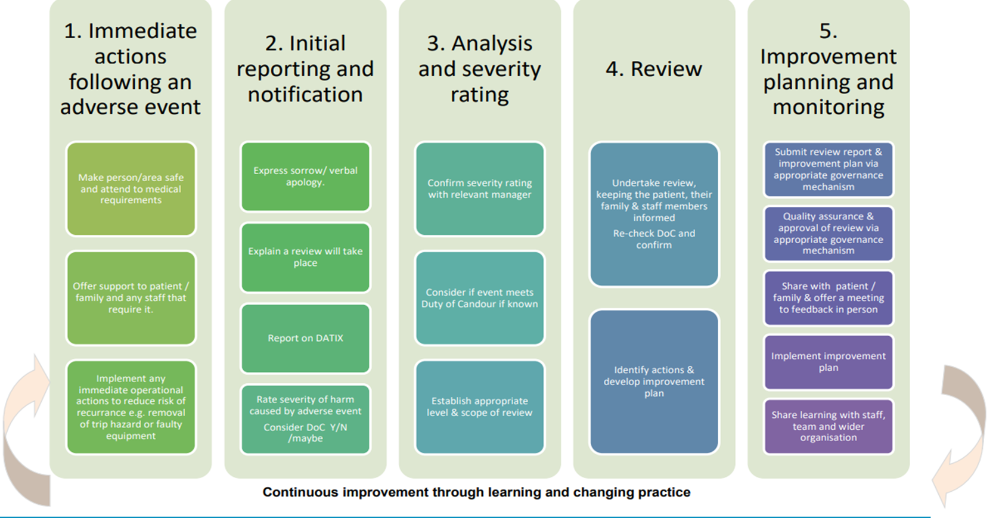 1. Immediate
actions
following an
adverse event
Make person/area safe
and attend to medical
requirements
Offer support to patient /
family and any staff that
require it.
Implement any
immediate operational
actions to reduce risk of
recurrance e.g. removal
of trip hazard or faulty
equipment
2. Initial
reporting and
notification
Express sorrow/ verbal
apology.
Explain a review will take
place
Report on DATIX
Rate severity of harm
caused by adverse event
Consider DoC Y/N
/maybe
3. Analysis
and severity
rating
Confirm severity rating
with relevant manager
Consider if event meets
Duty of Candour if known
Establish appropriate
level & scope of review
4. Review
Undertake review,
keeping the patient, their
family & staff members
informed
Re-check DoC and
confirm
Identify actions &
develop improvement
plan
5.
Improvement
planning and
monitoring
Submit review report &
improvement plan via
appropriate governance
mechanism
Quality assurance &
approval of review via
appropriate governance
mechanism
Share with patient /
family & offer a meeting
to feedback in person
Implement improvement
plan
Share learning with staff,
team and wider
organisation
Continuous improvement through learning and changing practice